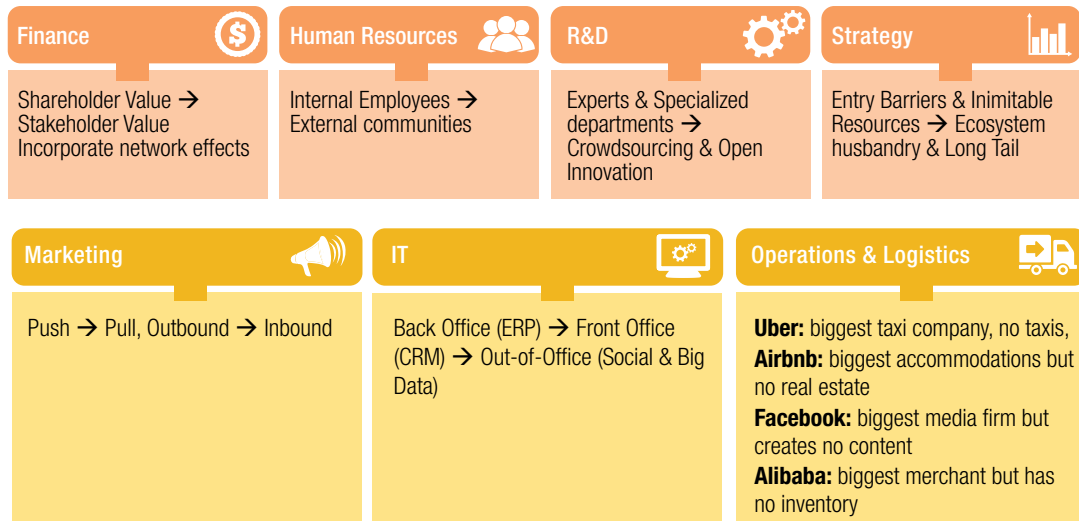 Finance
Shareholder Value →
Stakeholder Value
Incorporate network effects
Human Resources
Internal Employees →
External communities
R&D
Experts & Specialized
departments →
Crowdsourcing & Open
Innovation
Strategy
Entry Barriers & Inimitable
Resources → Ecosystem
husbandry & Long Tail
Marketing
Push → Pull, Outbound → Inbound
IT
Back Office (ERP) → Front Office
(CRM) → Out-of-Office (Social & Big
Data)
Operations & Logistics
Uber: biggest taxi company, no taxis,
Airbnb: biggest accommodations but
no real estate
Facebook: biggest media firm but
creates no content
Alibaba: biggest merchant but has
no inventory